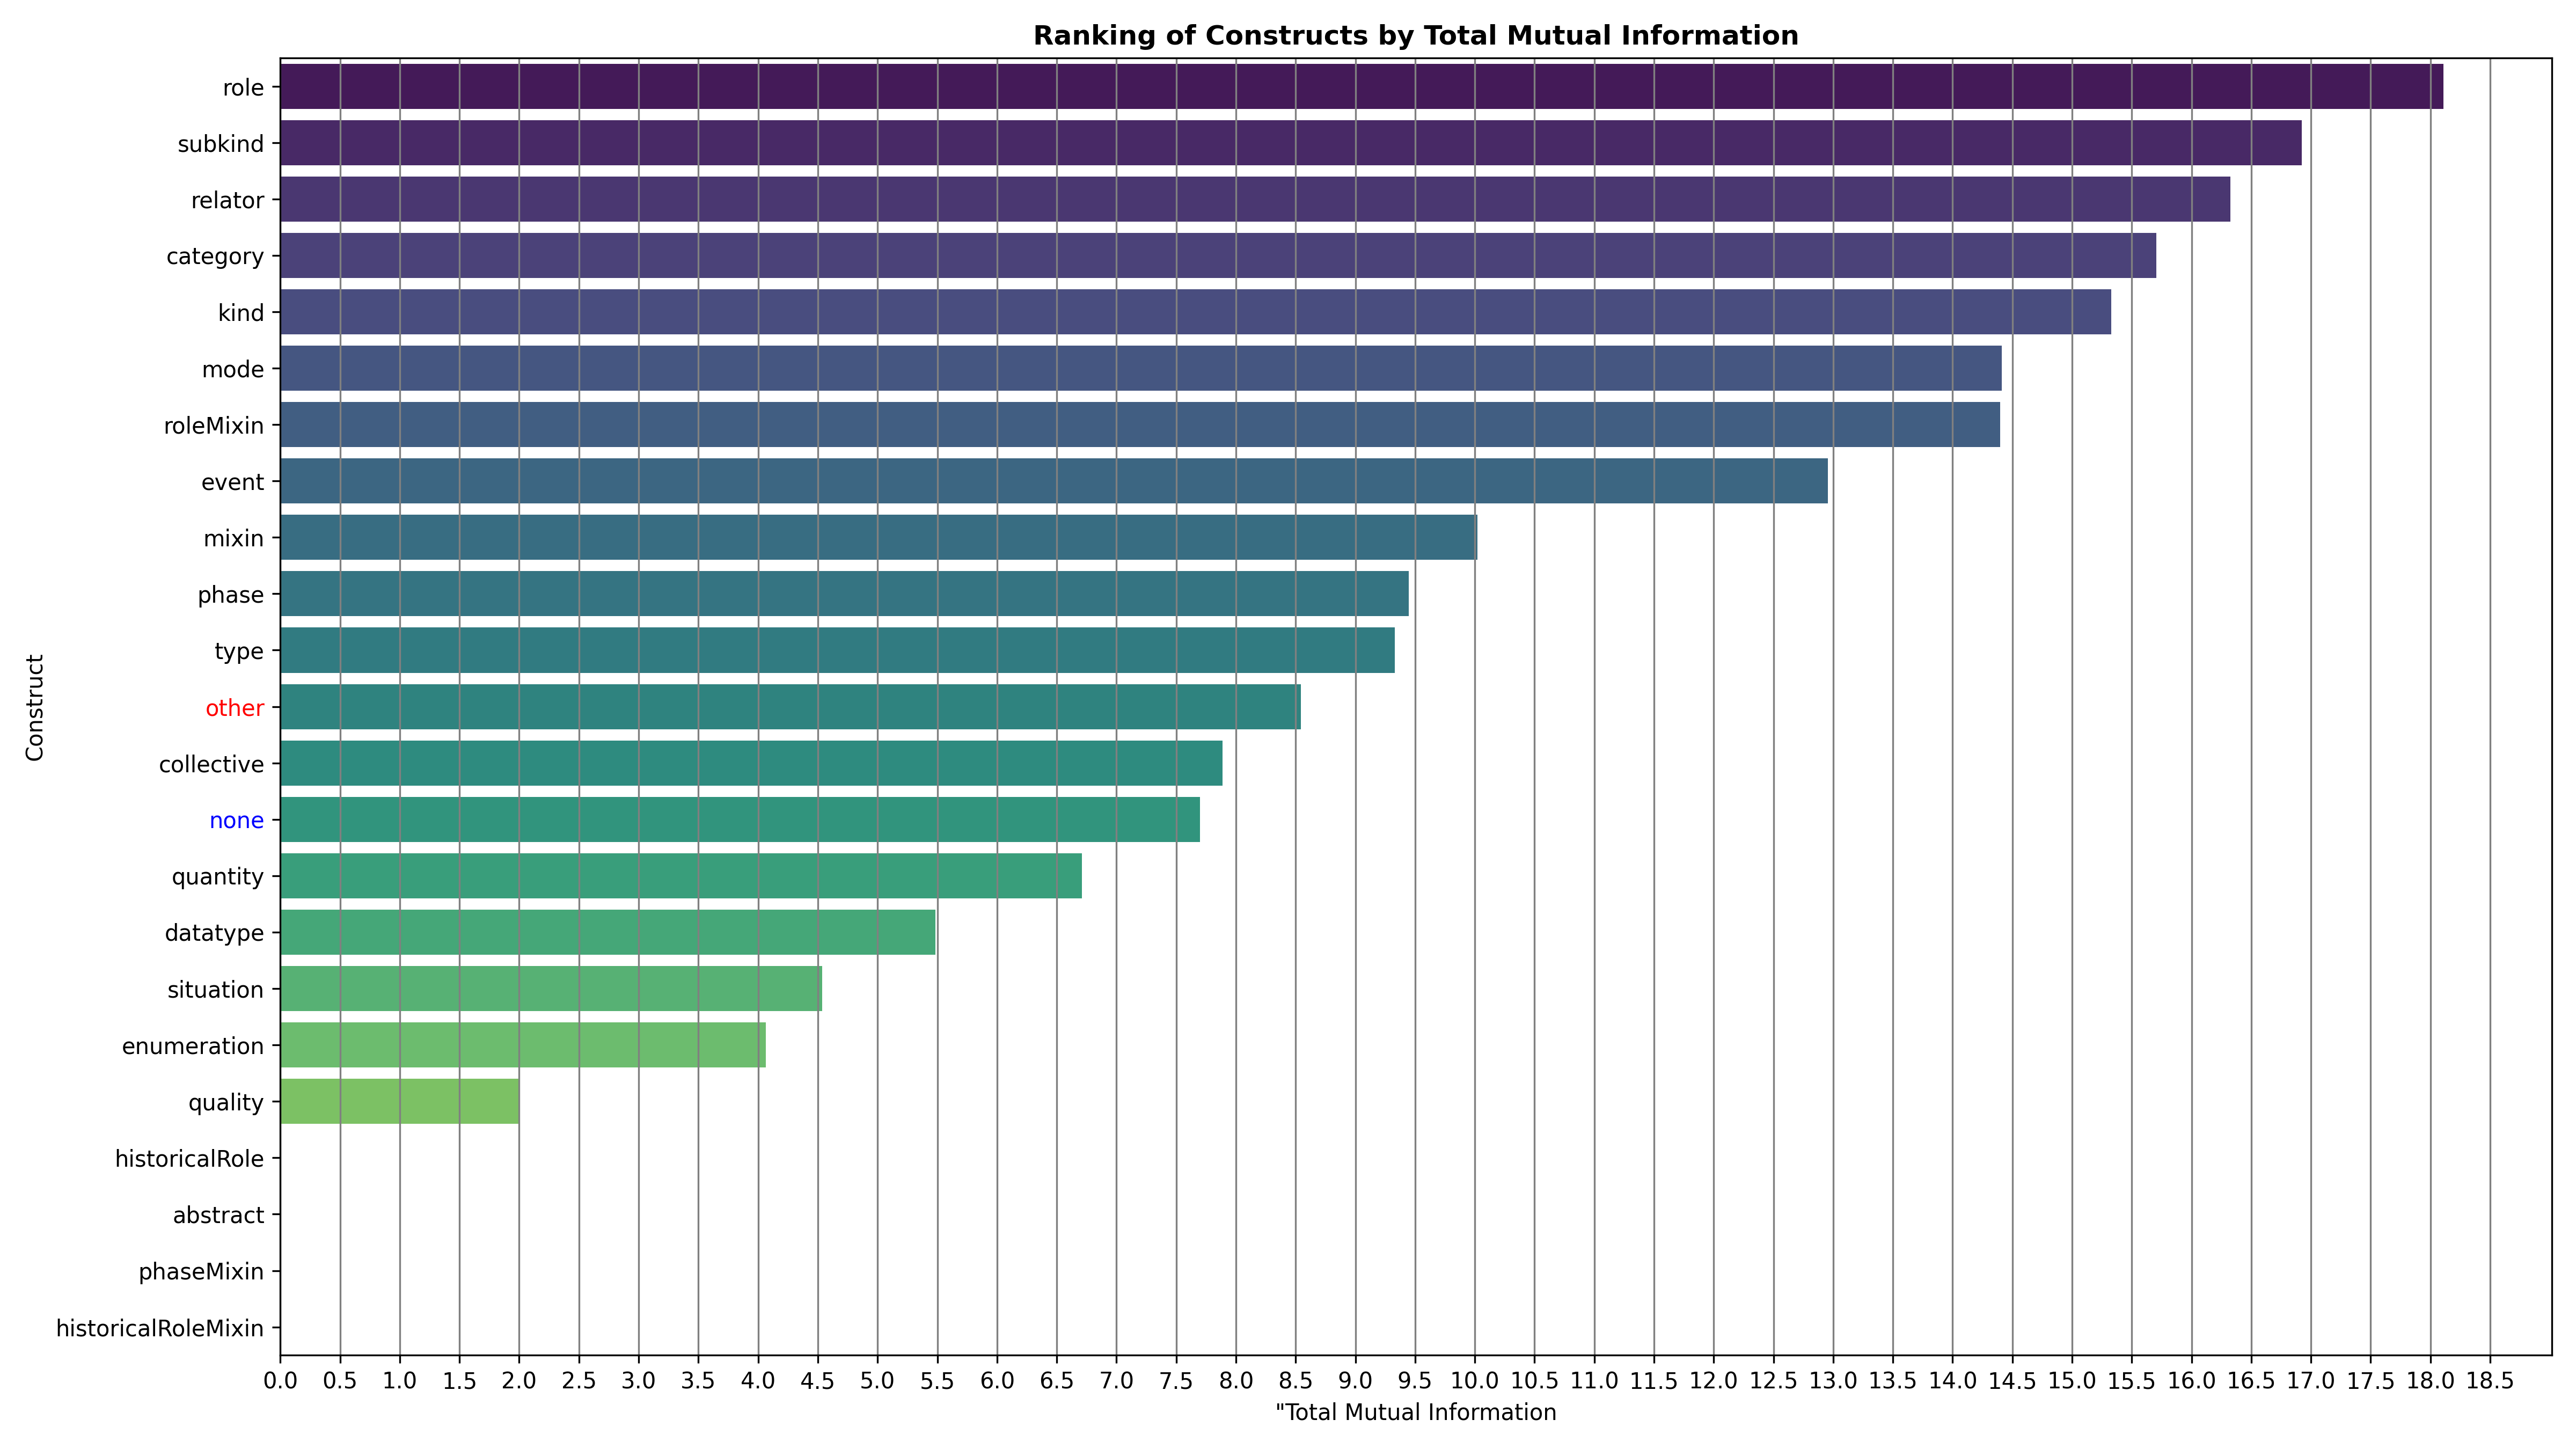 Ranking of Constructs by Total Mutual Information
Construct
role
subkind
relator
category
kind
mode
roleMixin
event
mixin
phase
type
other
collective
none
quantity
datatype
situation
enumeration
quality
historicalRole
abstract
phaseMixin
historicalRoleMixin
0.0 0.5 1.0 1.5 2.0 2.5 3.0 3.5 4.0 4.5 5.0 5.5 6.0 6.5 7.0 7.5 8.0 8.5 9.0 9.5 10.0 10.5 11.0 11.5 12.0 12.5 13.0 13.5 14.0 14.5 15.0 15.5 16.0 16.5 17.0 17.5 18.0 18.5
"Total Mutual Information